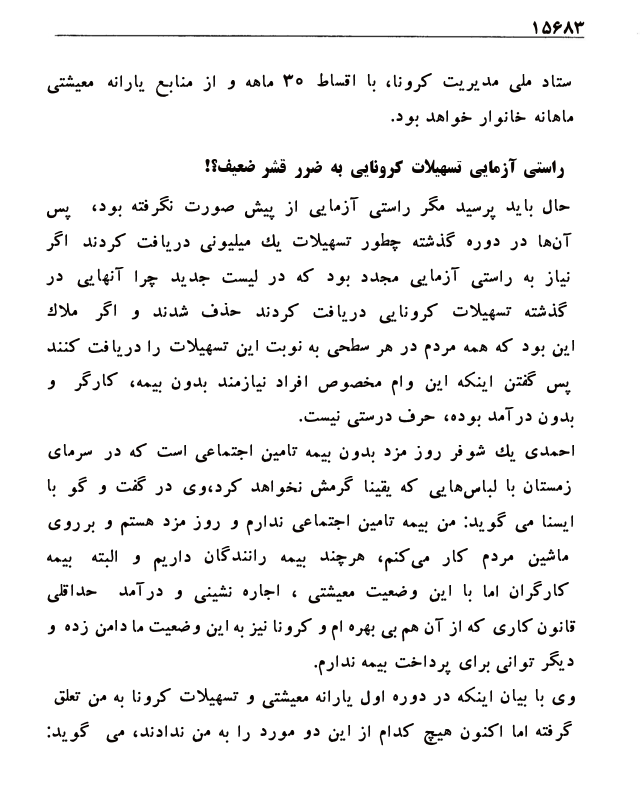 ۱۵۶۸۳
ستاد ملی مدیریت کرونا، با اقساط ۳۰ ماهه و از منابع یارانه معیشتی
ماهانه خانوار خواهد بود.
راستی آزمایی تسهیلات کرونایی به ضرر قشر ضعیف؟!
حال باید پرسید مگر راستی آزمایی از پیش صورت نگرفته بود، پس
آن‌ها در دوره گذشته چطور تسهیلات یك میلیونی دریافت کردند اگر
نیاز به راستی آزمایی مجدد بود که در لیست جدید چرا آنهایی در
گذشته تسهیلات کرونایی دریافت کردند حذف شدند و اگر ملاك
این بود که همه مردم در هر سطحی به نوبت این تسهیلات را دریافت کنند
پس گفتن اینکه این وام مخصوص افراد نیازمند بدون بیمه، کارگر و
بدون درآمد بوده، حرف درستی نیست.
احمدی یك شوفر روز مزد بدون بیمه تامین اجتماعی است که در سرمای
زمستان با لباس‌هایی که یقینا گرمش نخواهد کرد،وی در گفت و گو با
ایسنا می گوید: من بیمه تامین اجتماعی ندارم و روز مزد هستم و برروی
ماشین مردم کار می‌کنم، هرچند بیمه رانندگان داریم و البته بیمه
کارگران اما با این وضعیت معیشتی ، اجاره نشینی و درآمد حداقلی
قانون کاری که از آن هم بی بهره ام و کرونا نیز به این وضعیت ما دامن زده و
دیگر توانی برای پرداخت بیمه ندارم.
وی با بیان اینکه در دوره اول یارانه معیشتی و تسهیلات کرونا به من تعلق
گرفته اما اکنون هیچ کدام از این دو مورد را به من ندادند، می گوید: